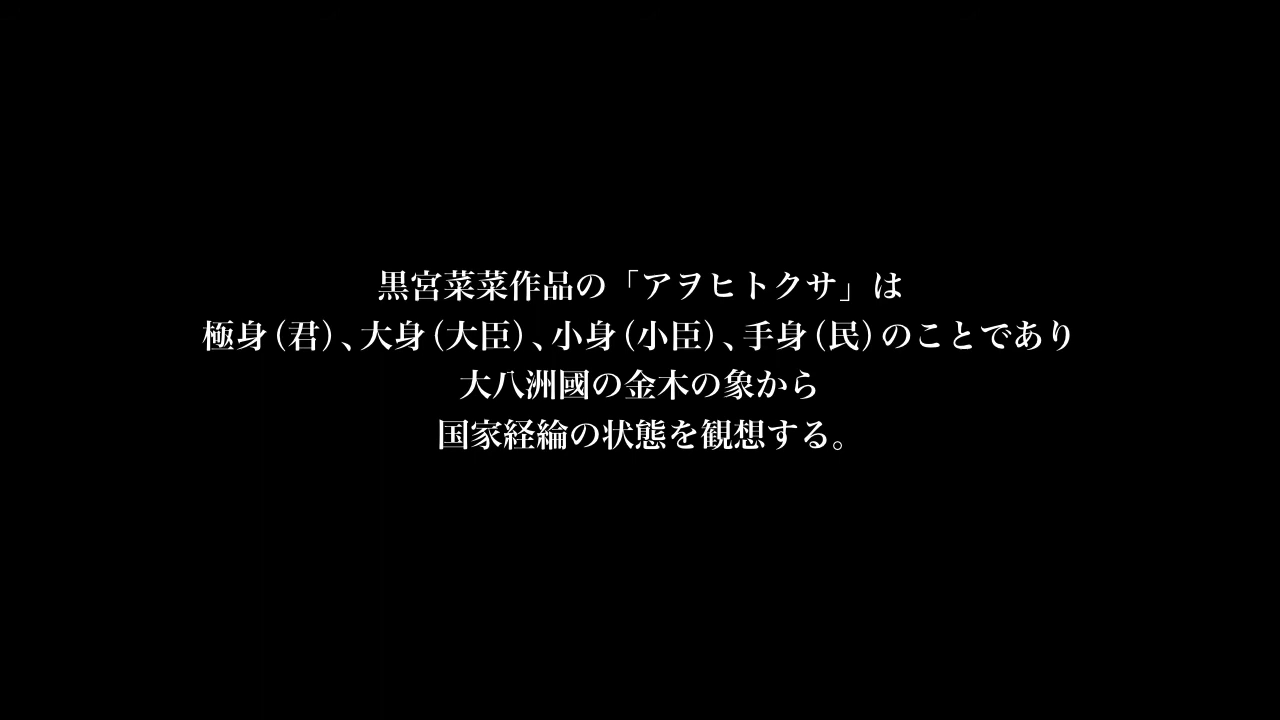 黒宮菜菜作品の「アヲヒトクサ」は
極身（君）、大身（大臣）、小身（小臣）、手身（民）のことであり
大八洲國の金木の象から
国家経綸の状態を観想する。